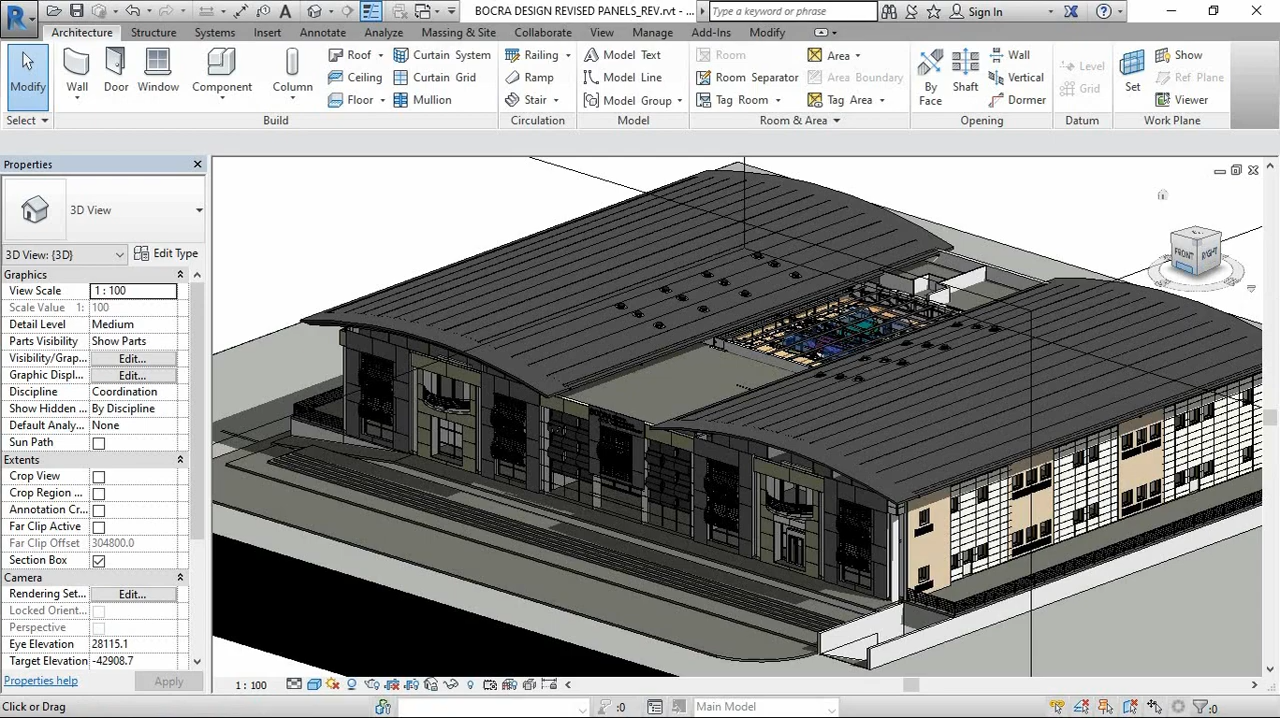 BOCRA DESIGN REVISED PANELS_REV.rvt - ...
Type a keyword or phrase
Sign In
Architecture Structure Systems Insert Annotate Analyze Massing & Site Collaborate View Manage Add-Ins Modify
Modify Wall Door Window Component Column
Roof Curtain System
Ceiling Curtain Grid
Floor Mullion
Railing
Ramp
Stair
Model Text
Model Line
Model Group
Room Area
Room Separator Area Boundary
Tag Room Tag Area
By Face Shaft
Wall
Vertical
Dormer
Level
Grid
Set
Show
Ref Plane
Viewer
Select Build Circulation Model Room & Area Opening Datum Work Plane
Properties
3D View
3D View: {3D} Edit Type
Graphics
View Scale 1 : 100
Scale Value 1: 100
Detail Level Medium
Parts Visibility Show Parts
Visibility/Grap... Edit...
Graphic Displ... Edit...
Discipline Coordination
Show Hidden ... By Discipline
Default Analy... None
Sun Path
Extents
Crop View
Crop Region ...
Annotation Cr...
Far Clip Active
Far Clip Offset 304800.0
Section Box
Camera
Rendering Set... Edit...
Locked Orient...
Perspective
Eye Elevation 28115.1
Target Elevation -42908.7
Properties help Apply
FRONT RIGHT
BOCRA
1 : 100
Click or Drag
:0
Main Model
:0